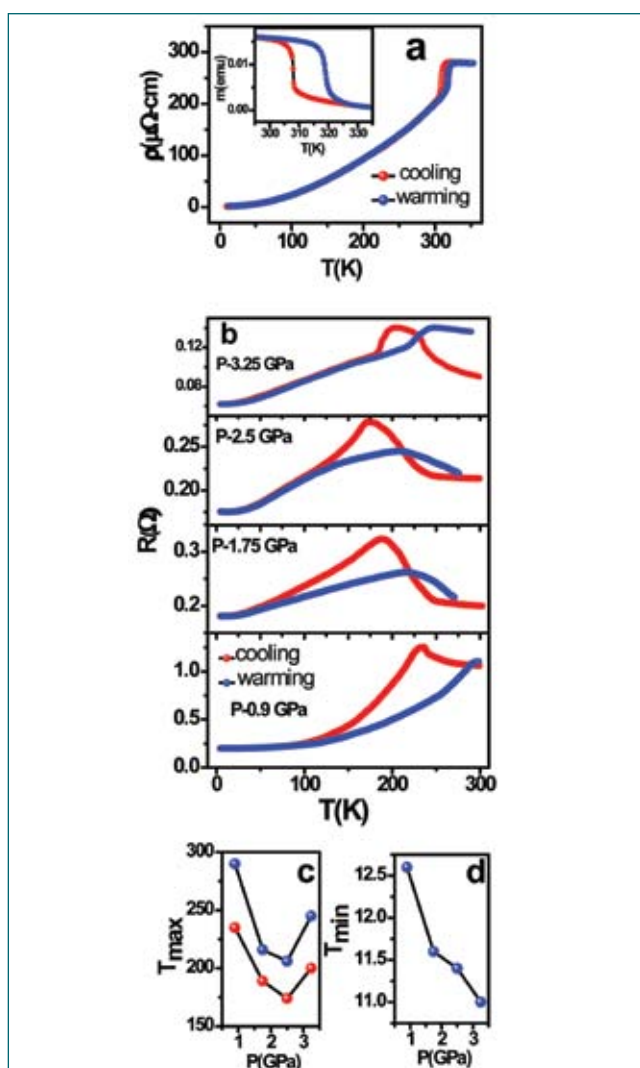 a
300
200
100
0
ρ(μΩ-cm)
0.01
0.00
m(emu)
300 310 320 330
T(K)
cooling
warming
0 100 200 300
T(K)
b
0.12
0.08
P-3.25 GPa
0.25
0.20
P-2.5 GPa
R(Ω)
0.3
0.2
P-1.75 GPa
1.0
0.5
0.0
cooling
warming
P-0.9 GPa
0 50 100 150 200 250 300
T(K)
c
300
250
200
150
Tmax
1 2 3
P(GPa)
d
12.5
12.0
11.5
11.0
Tmin
1 2 3
P(GPa)